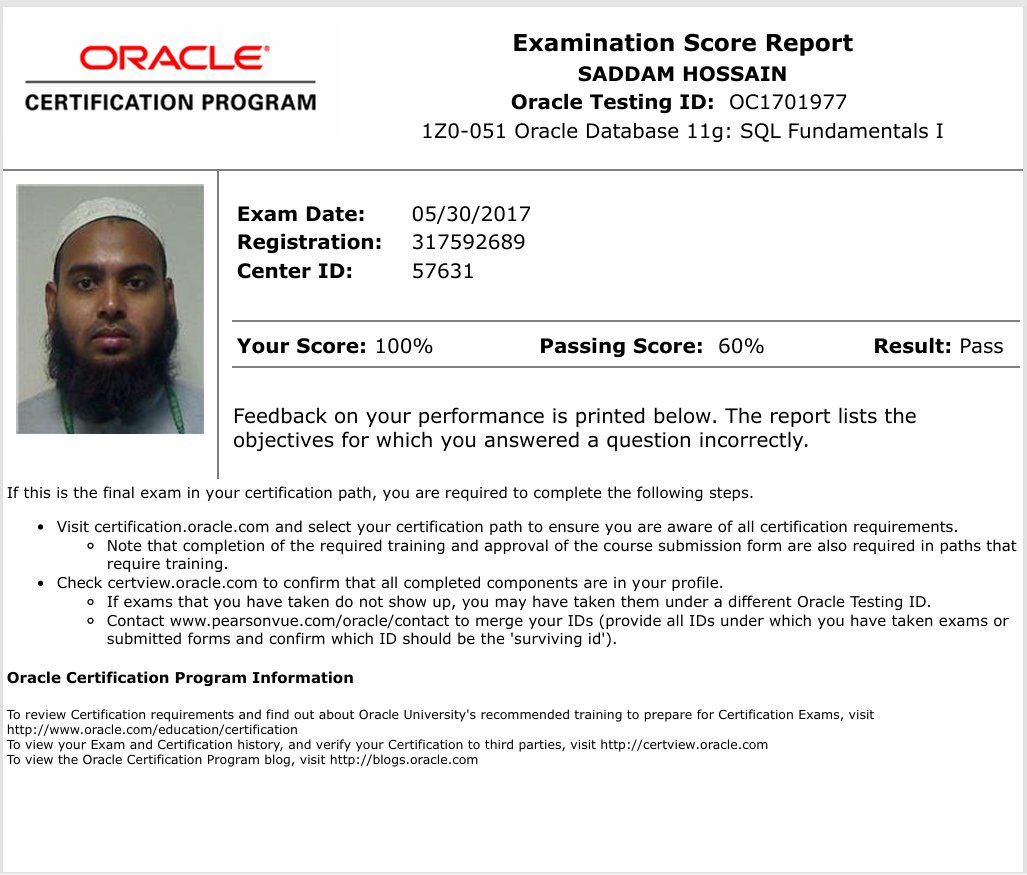 ORACLE®
CERTIFICATION PROGRAM
Examination Score Report
SADDAM HOSSAIN
Oracle Testing ID: OC1701977
1Z0-051 Oracle Database 11g: SQL Fundamentals I
Exam Date: 05/30/2017
Registration: 317592689
Center ID: 57631
Your Score: 100% Passing Score: 60% Result: Pass
Feedback on your performance is printed below. The report lists the
objectives for which you answered a question incorrectly.
If this is the final exam in your certification path, you are required to complete the following steps.
• Visit certification.oracle.com and select your certification path to ensure you are aware of all certification requirements.
◦ Note that completion of the required training and approval of the course submission form are also required in paths that
require training.
• Check certview.oracle.com to confirm that all completed components are in your profile.
◦ If exams that you have taken do not show up, you may have taken them under a different Oracle Testing ID.
◦ Contact www.pearsonvue.com/oracle/contact to merge your IDs (provide all IDs under which you have taken exams or
submitted forms and confirm which ID should be the 'surviving id').
Oracle Certification Program Information
To review Certification requirements and find out about Oracle University's recommended training to prepare for Certification Exams, visit
http://www.oracle.com/education/certification
To view your Exam and Certification history, and verify your Certification to third parties, visit http://certview.oracle.com
To view the Oracle Certification Program blog, visit http://blogs.oracle.com